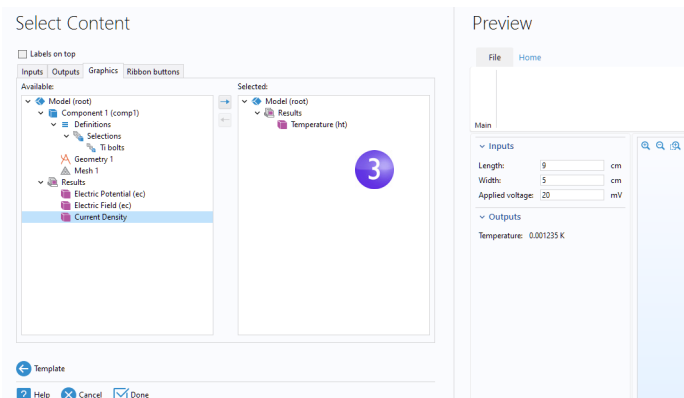 Select Content
Labels on top
Inputs Outputs Graphics Ribbon buttons
Available:
Model (root)
Component 1 (comp1)
Definitions
Selections
Ti bolts
Geometry 1
Mesh 1
Results
Electric Potential (ec)
Electric Field (ec)
Current Density
Selected:
Model (root)
Results
Temperature (ht)
3
Template
? Help Cancel Done
Preview
File Home
Main
Inputs
Length: 9 cm
Width: 5 cm
Applied voltage: 20 mV
Outputs
Temperature: 0.001235 K